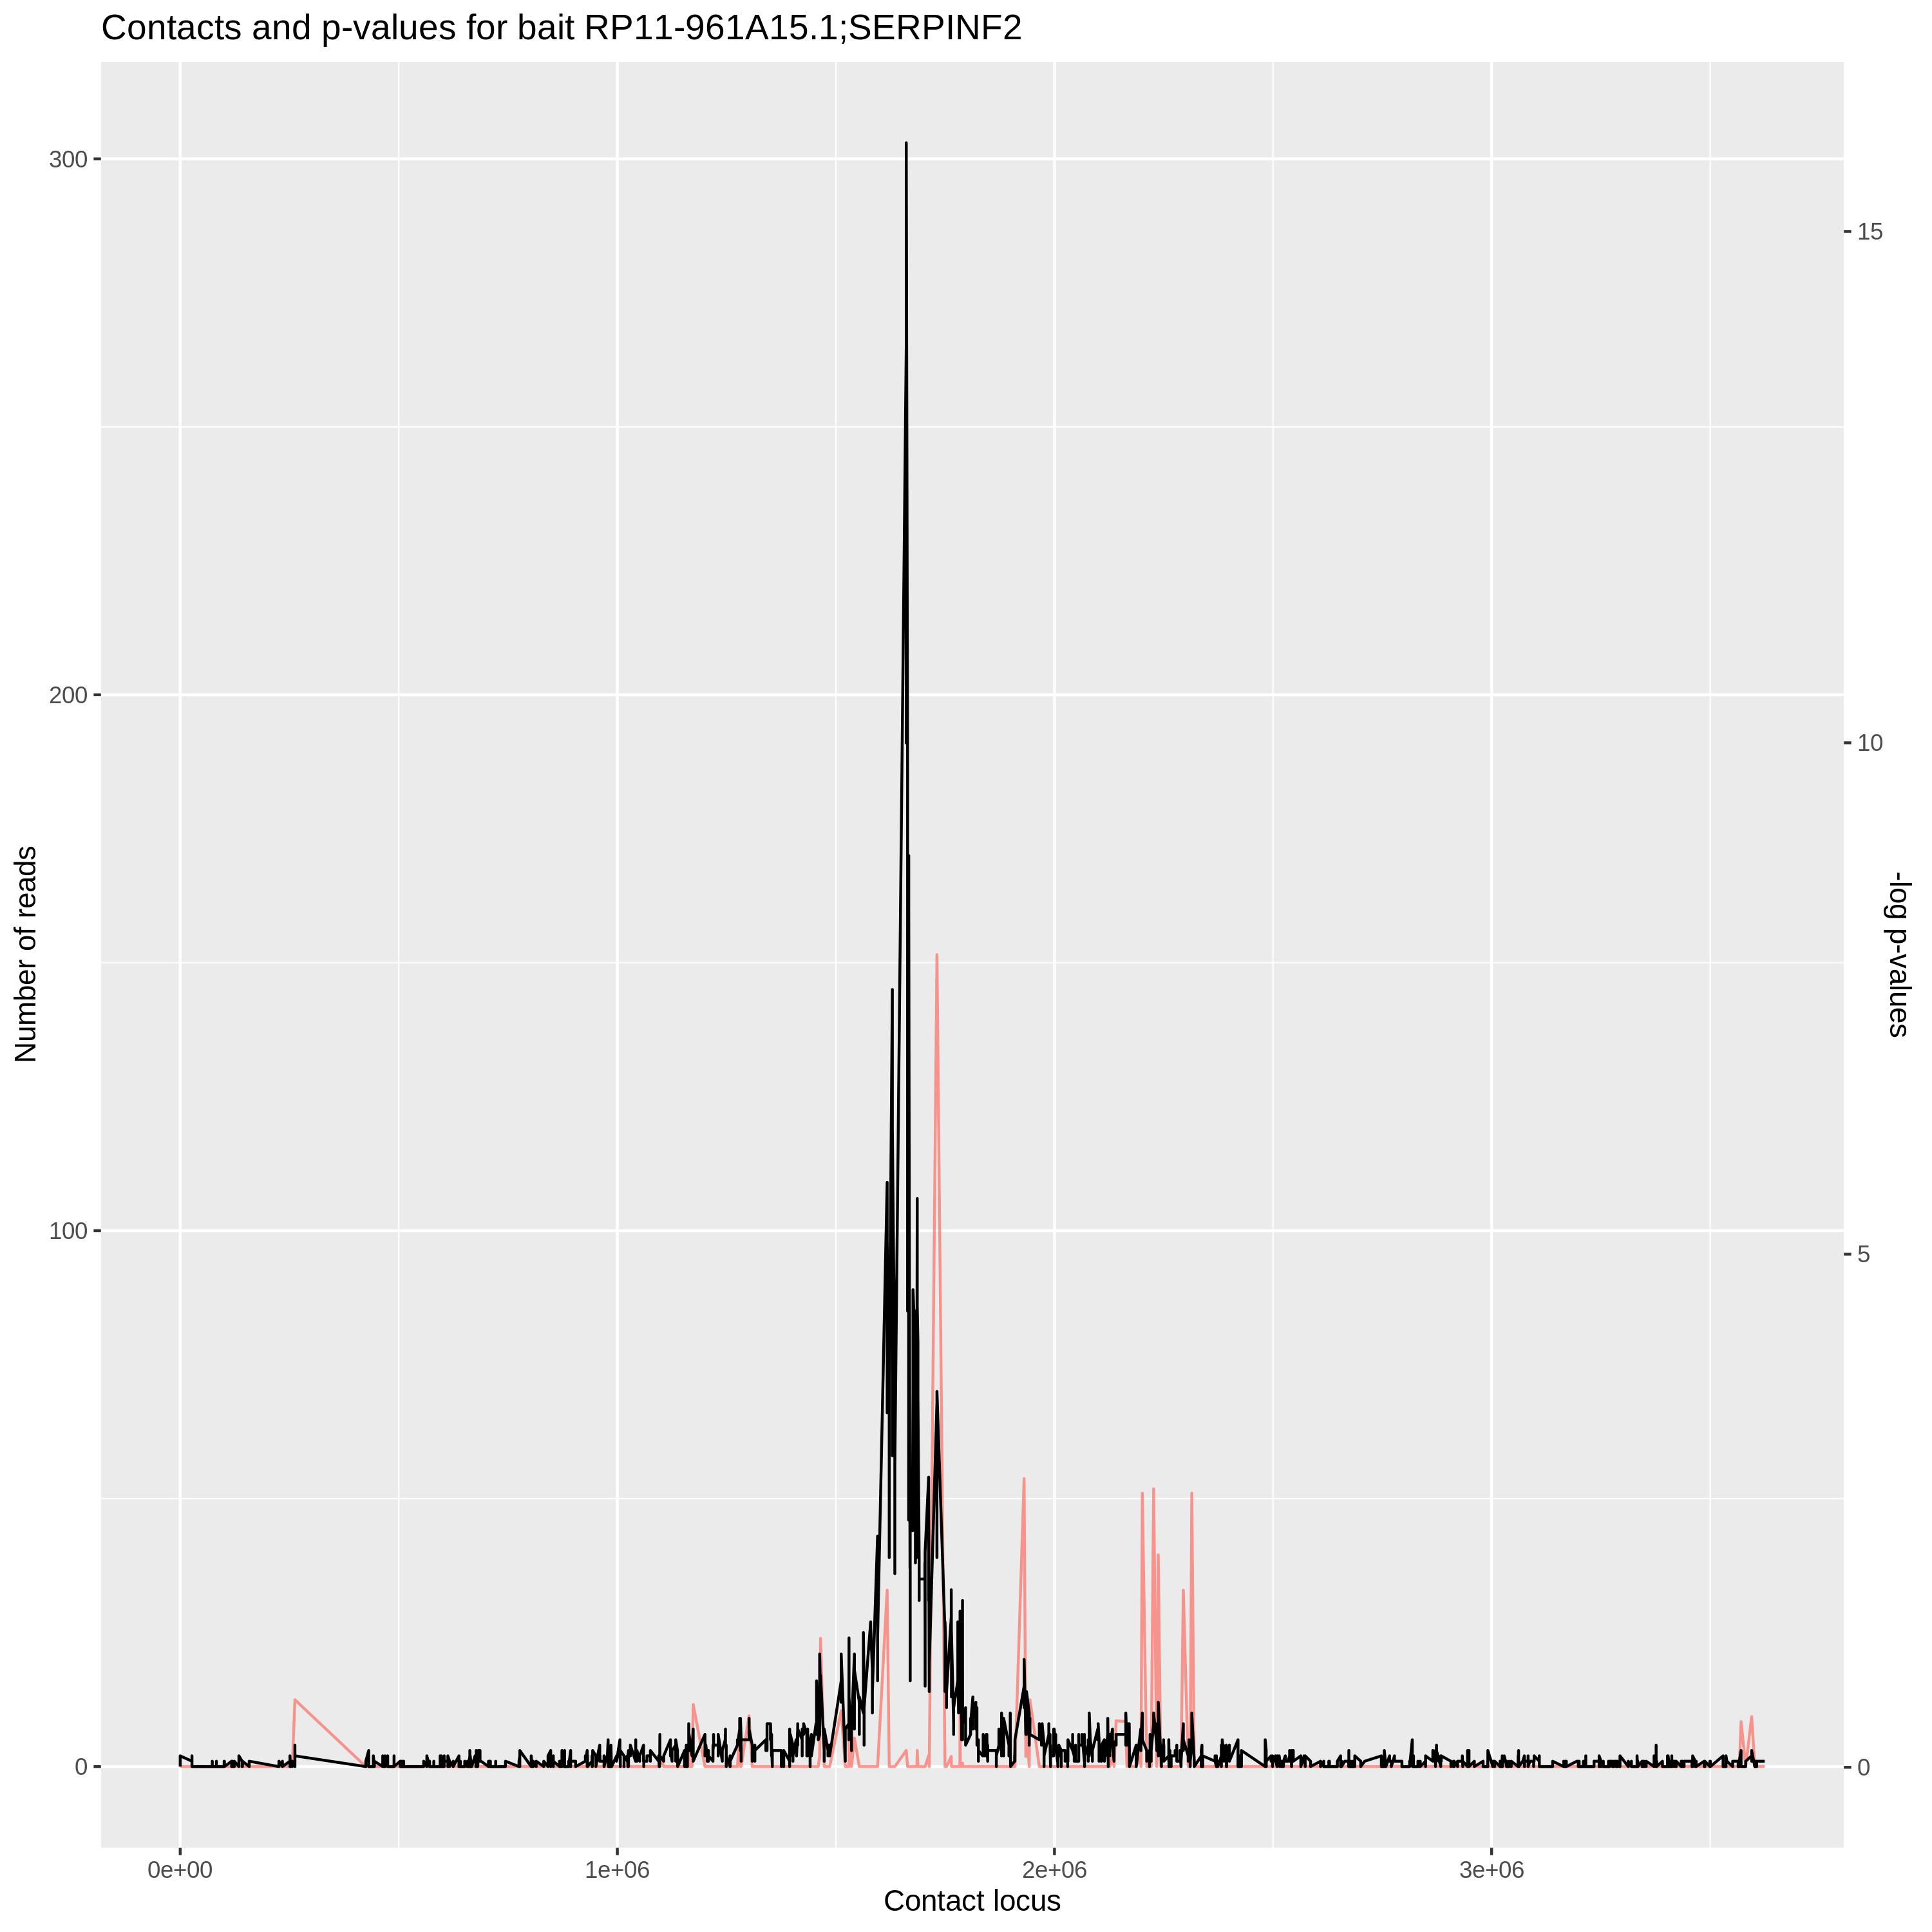 Contacts and p-values for bait RP11-961A15.1;SERPINF2
300
200
100
0
Number of reads
15
10
5
0
-log p-values
0e+00
1e+06
2e+06
3e+06
Contact locus